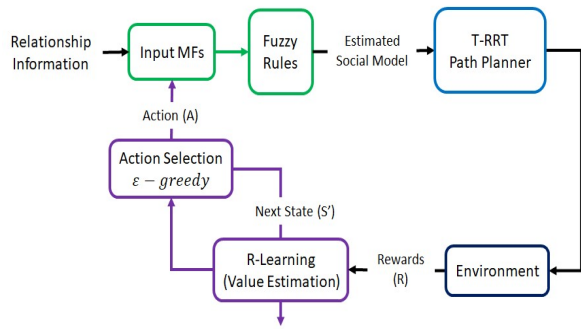 Relationship
Information
Input MFs
Fuzzy
Rules
Estimated
Social Model
T-RRT
Path Planner
Action (A)
Action Selection
ε − greedy
Next State (S’)
R-Learning
(Value Estimation)
Rewards
(R)
Environment